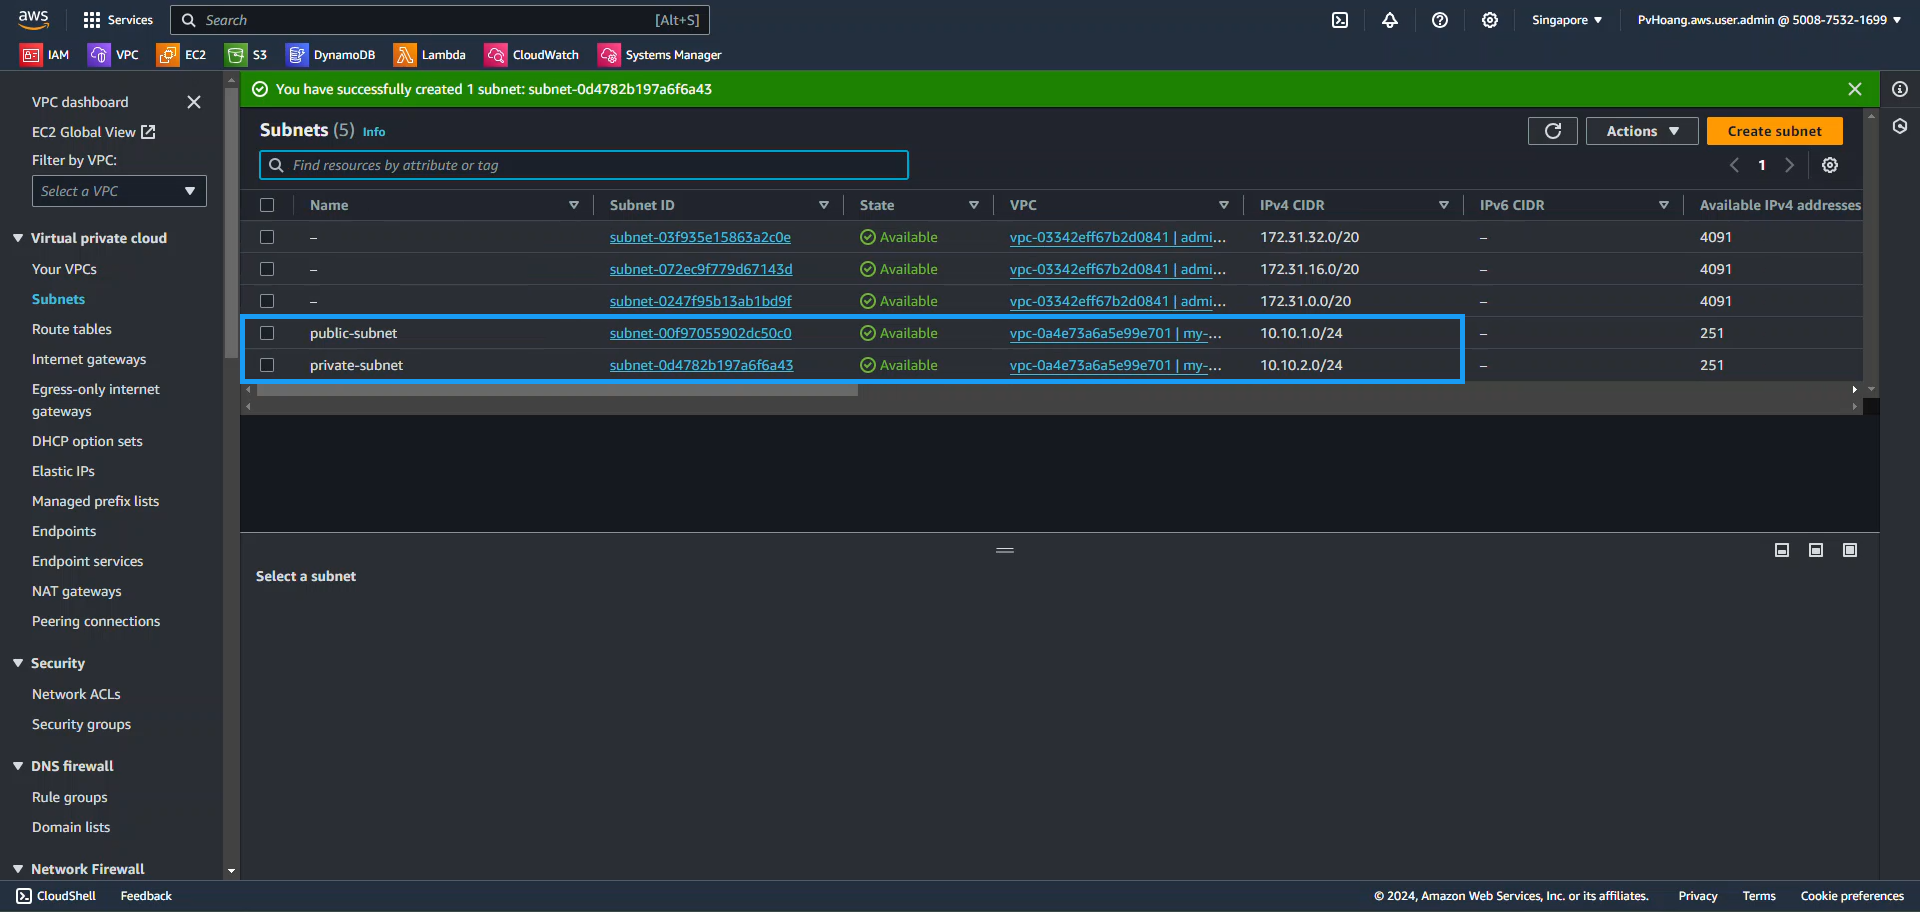 aws Services Search [Alt+S] Singapore PvHoang.aws.user.admin @ 5008-7532-1699
IAM VPC EC2 S3 DynamoDB Lambda CloudWatch Systems Manager
VPC dashboard
EC2 Global View
Filter by VPC:
Select a VPC
Virtual private cloud
Your VPCs
Subnets
Route tables
Internet gateways
Egress-only internet
gateways
DHCP option sets
Elastic IPs
Managed prefix lists
Endpoints
Endpoint services
NAT gateways
Peering connections
Security
Network ACLs
Security groups
DNS firewall
Rule groups
Domain lists
Network Firewall
You have successfully created 1 subnet: subnet-0d4782b197a6f6a43
Subnets (5) Info Actions Create subnet
Find resources by attribute or tag 1
Name Subnet ID State VPC IPv4 CIDR IPv6 CIDR Available IPv4 addresses
– subnet-03f935e15863a2c0e Available vpc-03342eff67b2d0841 | admi... 172.31.32.0/20 – 4091
– subnet-072ec9f779d67143d Available vpc-03342eff67b2d0841 | admi... 172.31.16.0/20 – 4091
– subnet-0247f95b13ab1bd9f Available vpc-03342eff67b2d0841 | admi... 172.31.0.0/20 – 4091
public-subnet subnet-00f97055902dc50c0 Available vpc-0a4e73a6a5e99e701 | my-... 10.10.1.0/24 – 251
private-subnet subnet-0d4782b197a6f6a43 Available vpc-0a4e73a6a5e99e701 | my-... 10.10.2.0/24 – 251
Select a subnet
CloudShell Feedback © 2024, Amazon Web Services, Inc. or its affiliates. Privacy Terms Cookie preferences